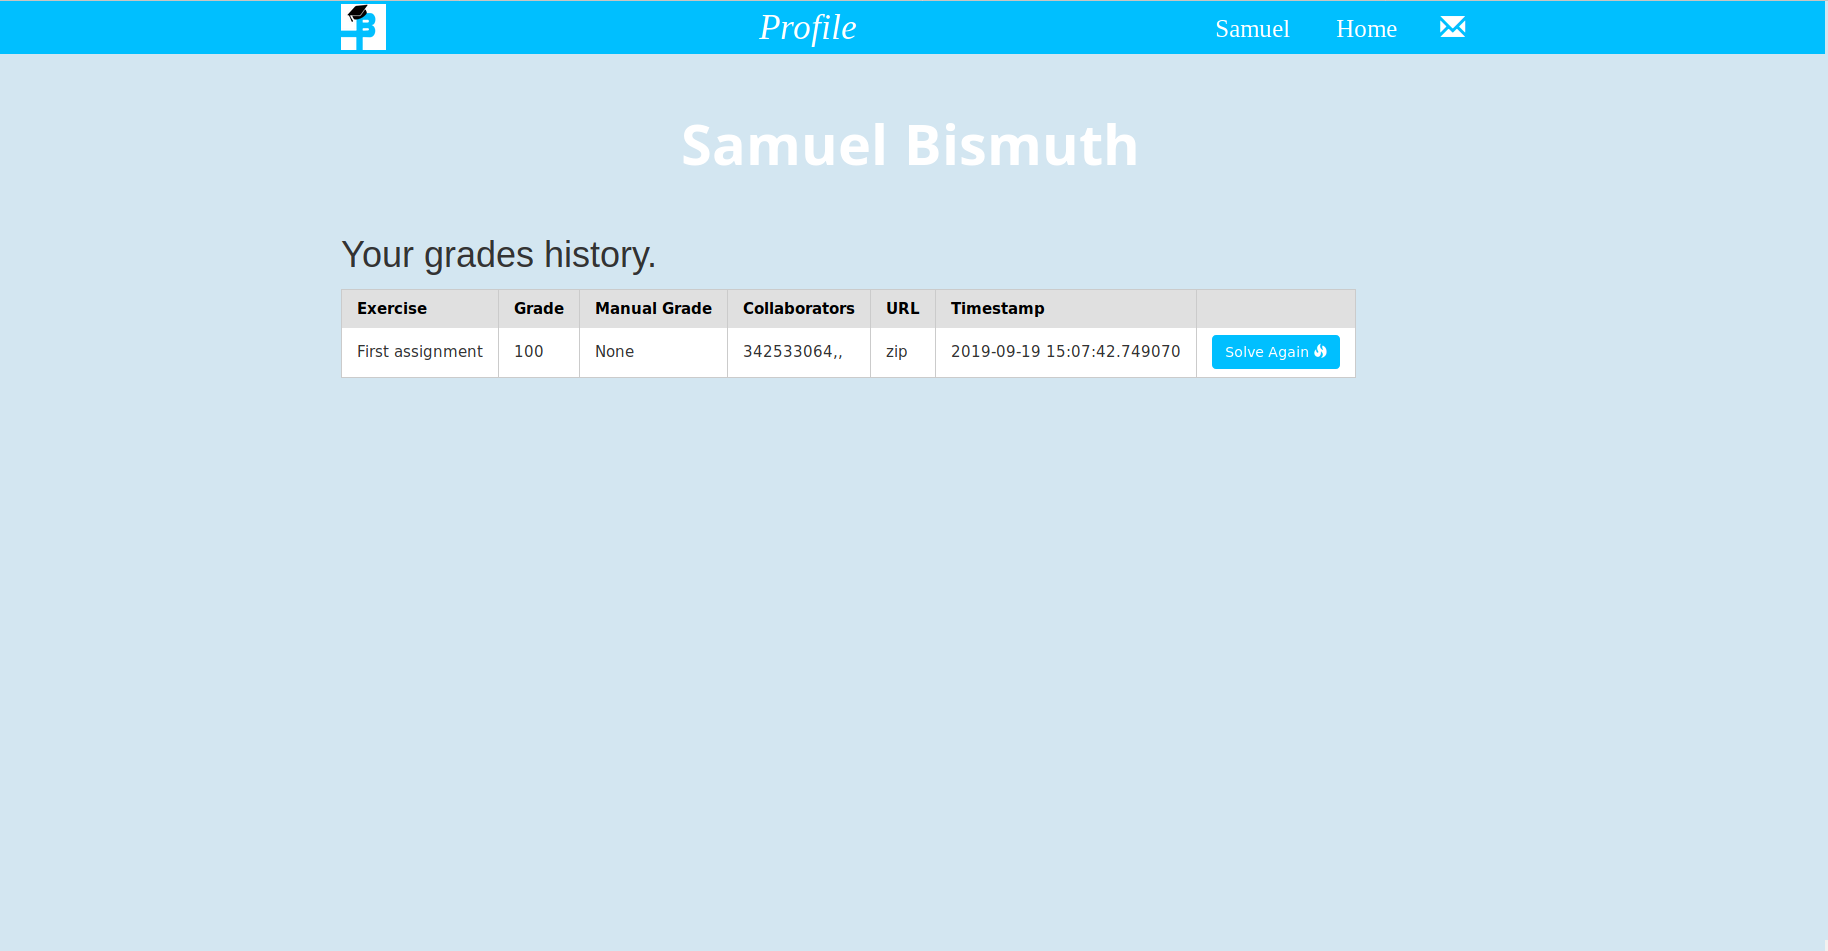 B
Profile
Samuel Home
Samuel Bismuth
Your grades history.
Exercise Grade Manual Grade Collaborators URL Timestamp
First assignment 100 None 342533064,, zip 2019-09-19 15:07:42.749070 Solve Again